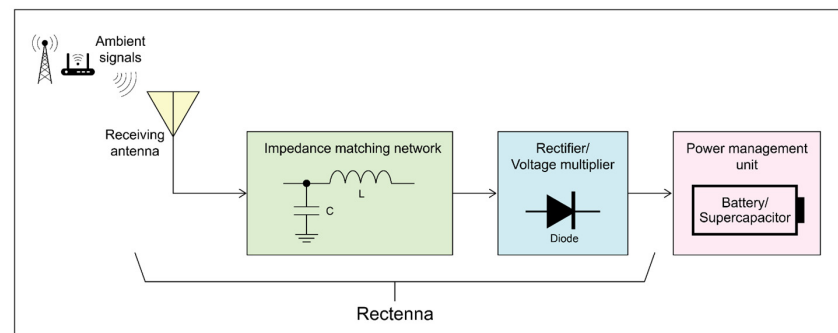 Ambient
signals
Receiving
antenna
Impedance matching network
L
C
Rectifier/
Voltage multiplier
Diode
Power management
unit
Battery/
Supercapacitor
Rectenna